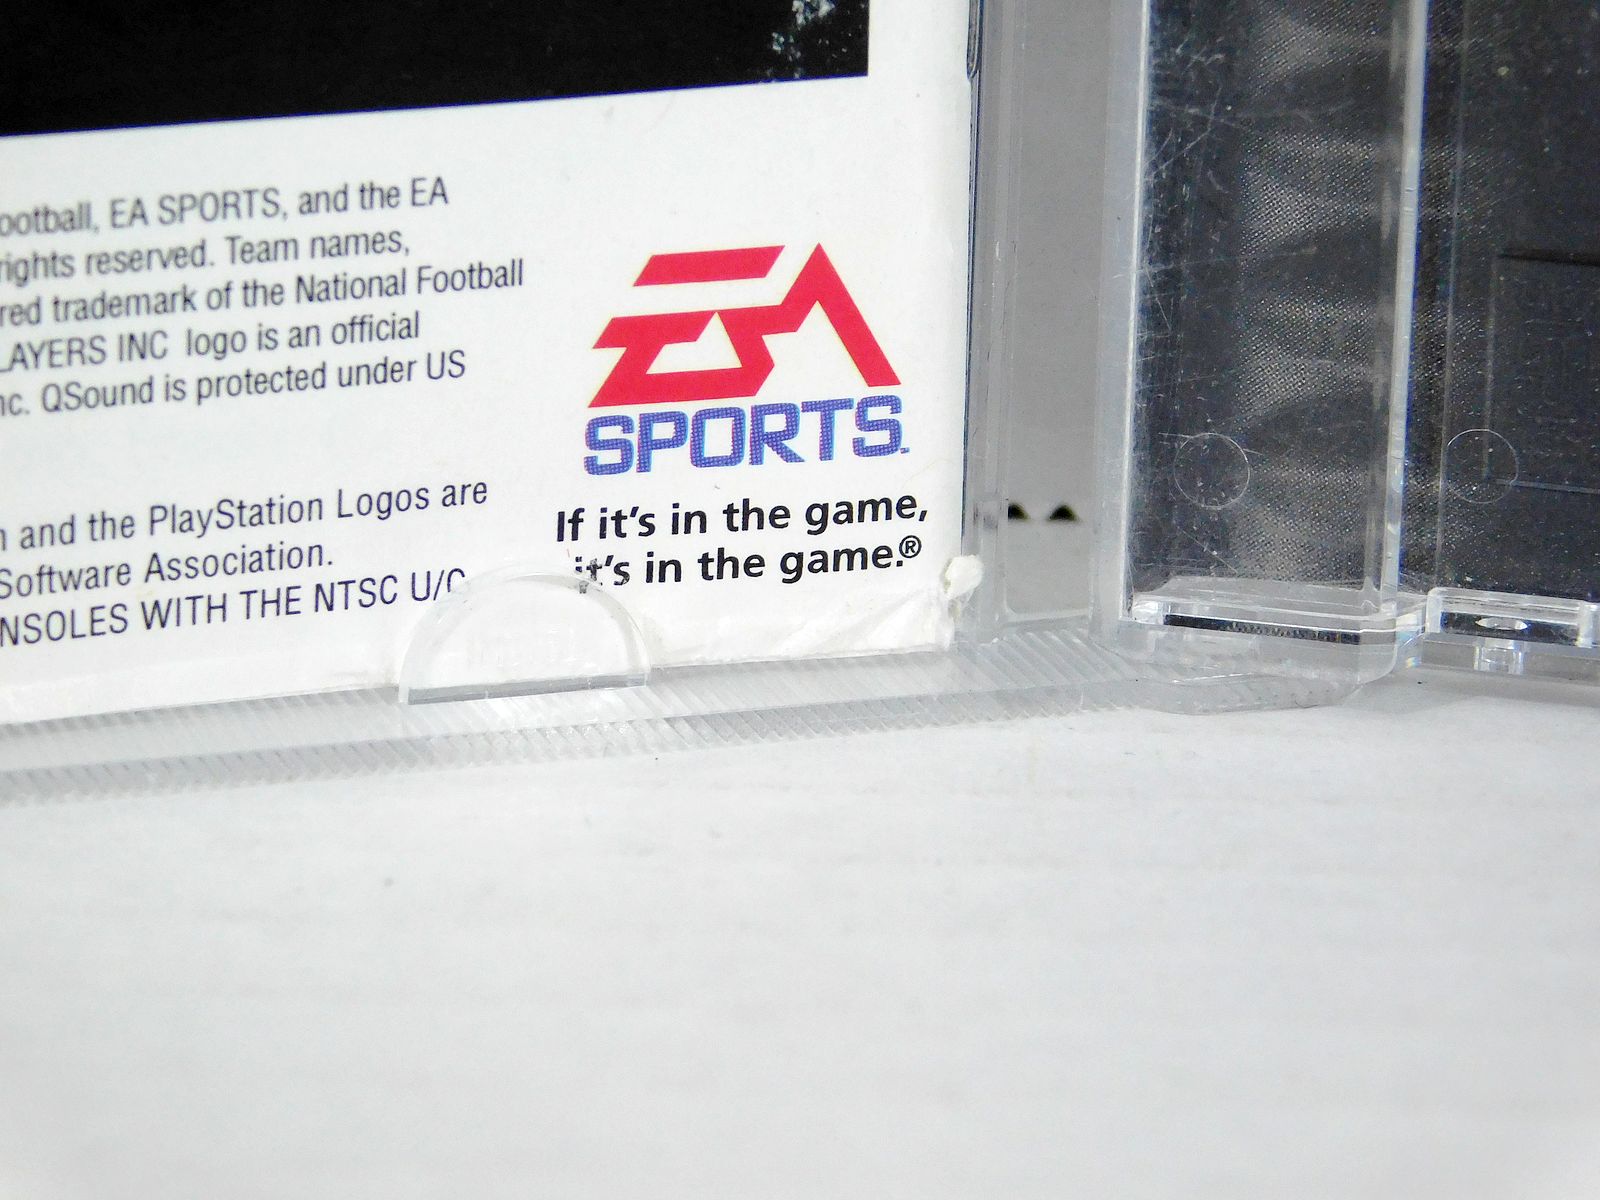 ootball, EA SPORTS, and the EA
rights reserved. Team names,
red trademark of the National Football
LAYERS INC logo is an official
nc. QSound is protected under US
n and the PlayStation Logos are
Software Association.
NSOLES WITH THE NTSC U/C
EA
SPORTS
If it's in the game,
it's in the game.®